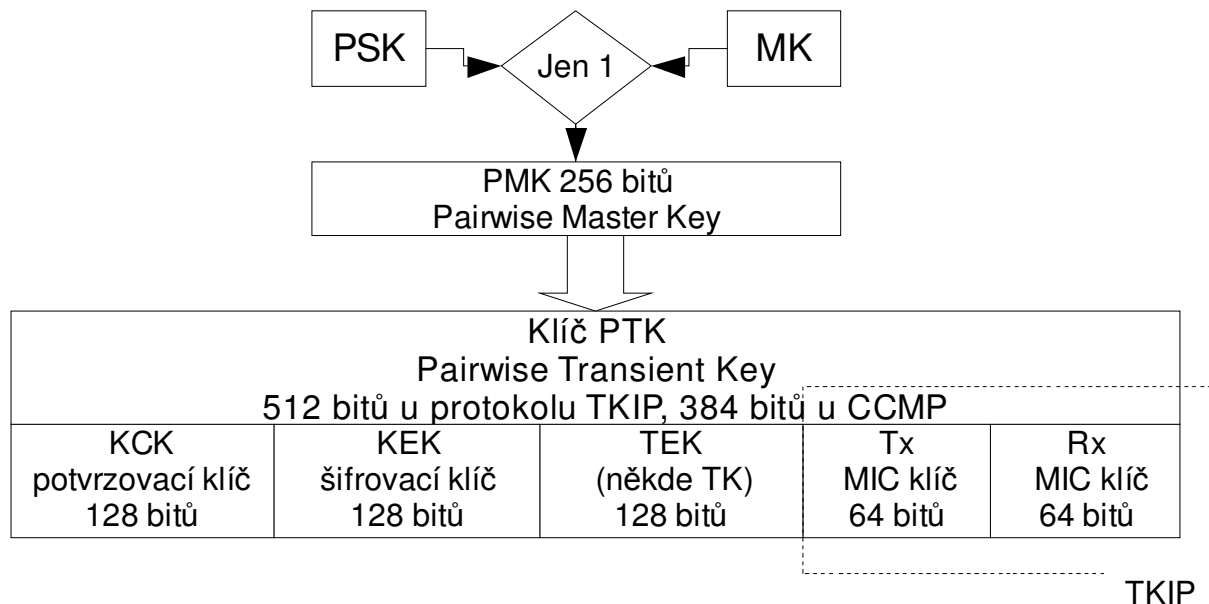 PSK
Jen 1
MK
PMK 256 bitů
Pairwise Master Key
Klíč PTK
Pairwise Transient Key
512 bitů u protokolu TKIP, 384 bitů u CCMP
KCK
potvrzovací klíč
128 bitů
KEK
šifrovací klíč
128 bitů
TEK
(někde TK)
128 bitů
Tx
MIC klíč
64 bitů
Rx
MIC klíč
64 bitů
TKIP